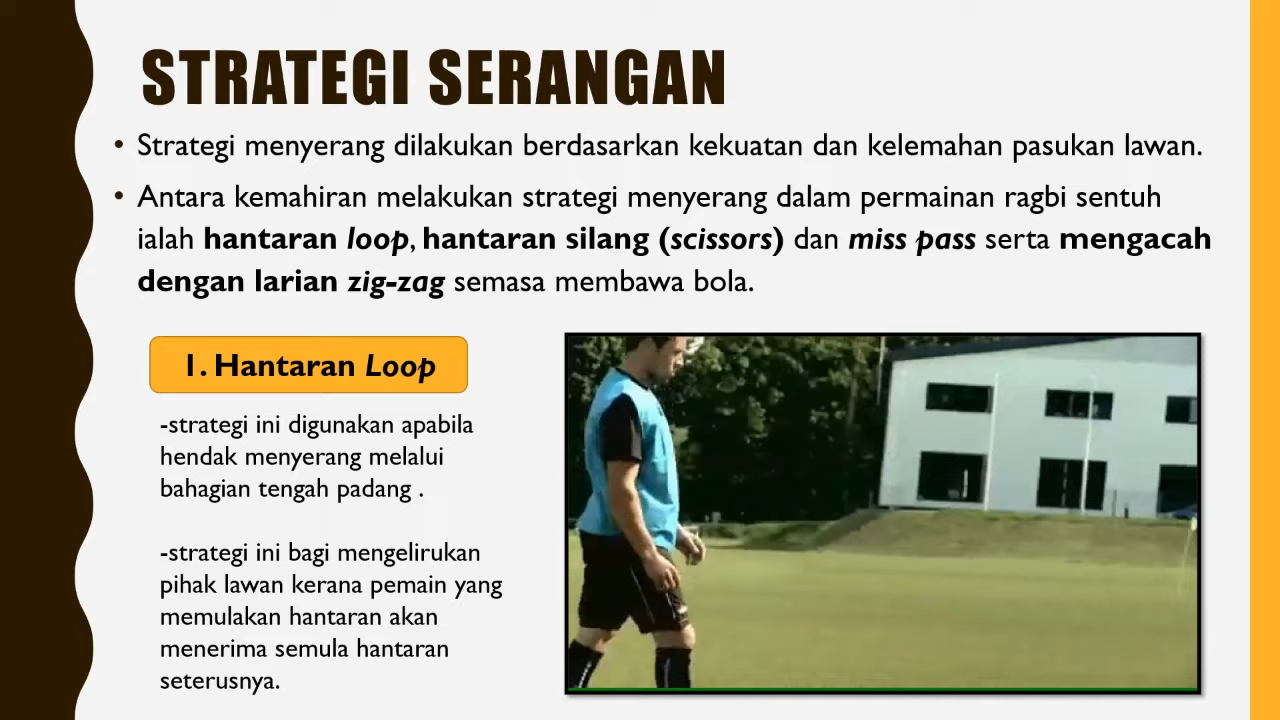 STRATEGI SERANGAN
• Strategi menyerang dilakukan berdasarkan kekuatan dan kelemahan pasukan lawan.
• Antara kemahiran melakukan strategi menyerang dalam permainan ragbi sentuh
ialah hantaran loop, hantaran silang (scissors) dan miss pass serta mengacah
dengan larian zig-zag semasa membawa bola.
1. Hantaran Loop
-strategi ini digunakan apabila
hendak menyerang melalui
bahagian tengah padang .
-strategi ini bagi mengelirukan
pihak lawan kerana pemain yang
memulakan hantaran akan
menerima semula hantaran
seterusnya.